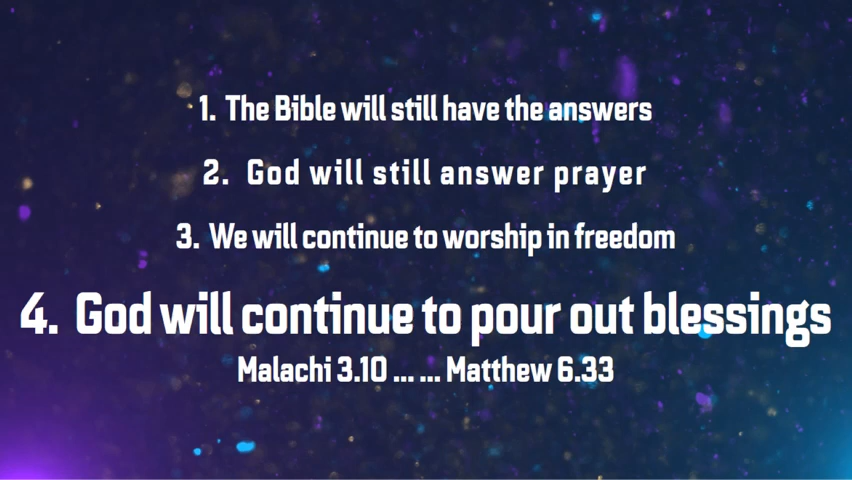 1. The Bible will still have the answers
2. God will still answer prayer
3. We will continue to worship in freedom
4. God will continue to pour out blessings
Malachi 3.10 ... ... Matthew 6.33